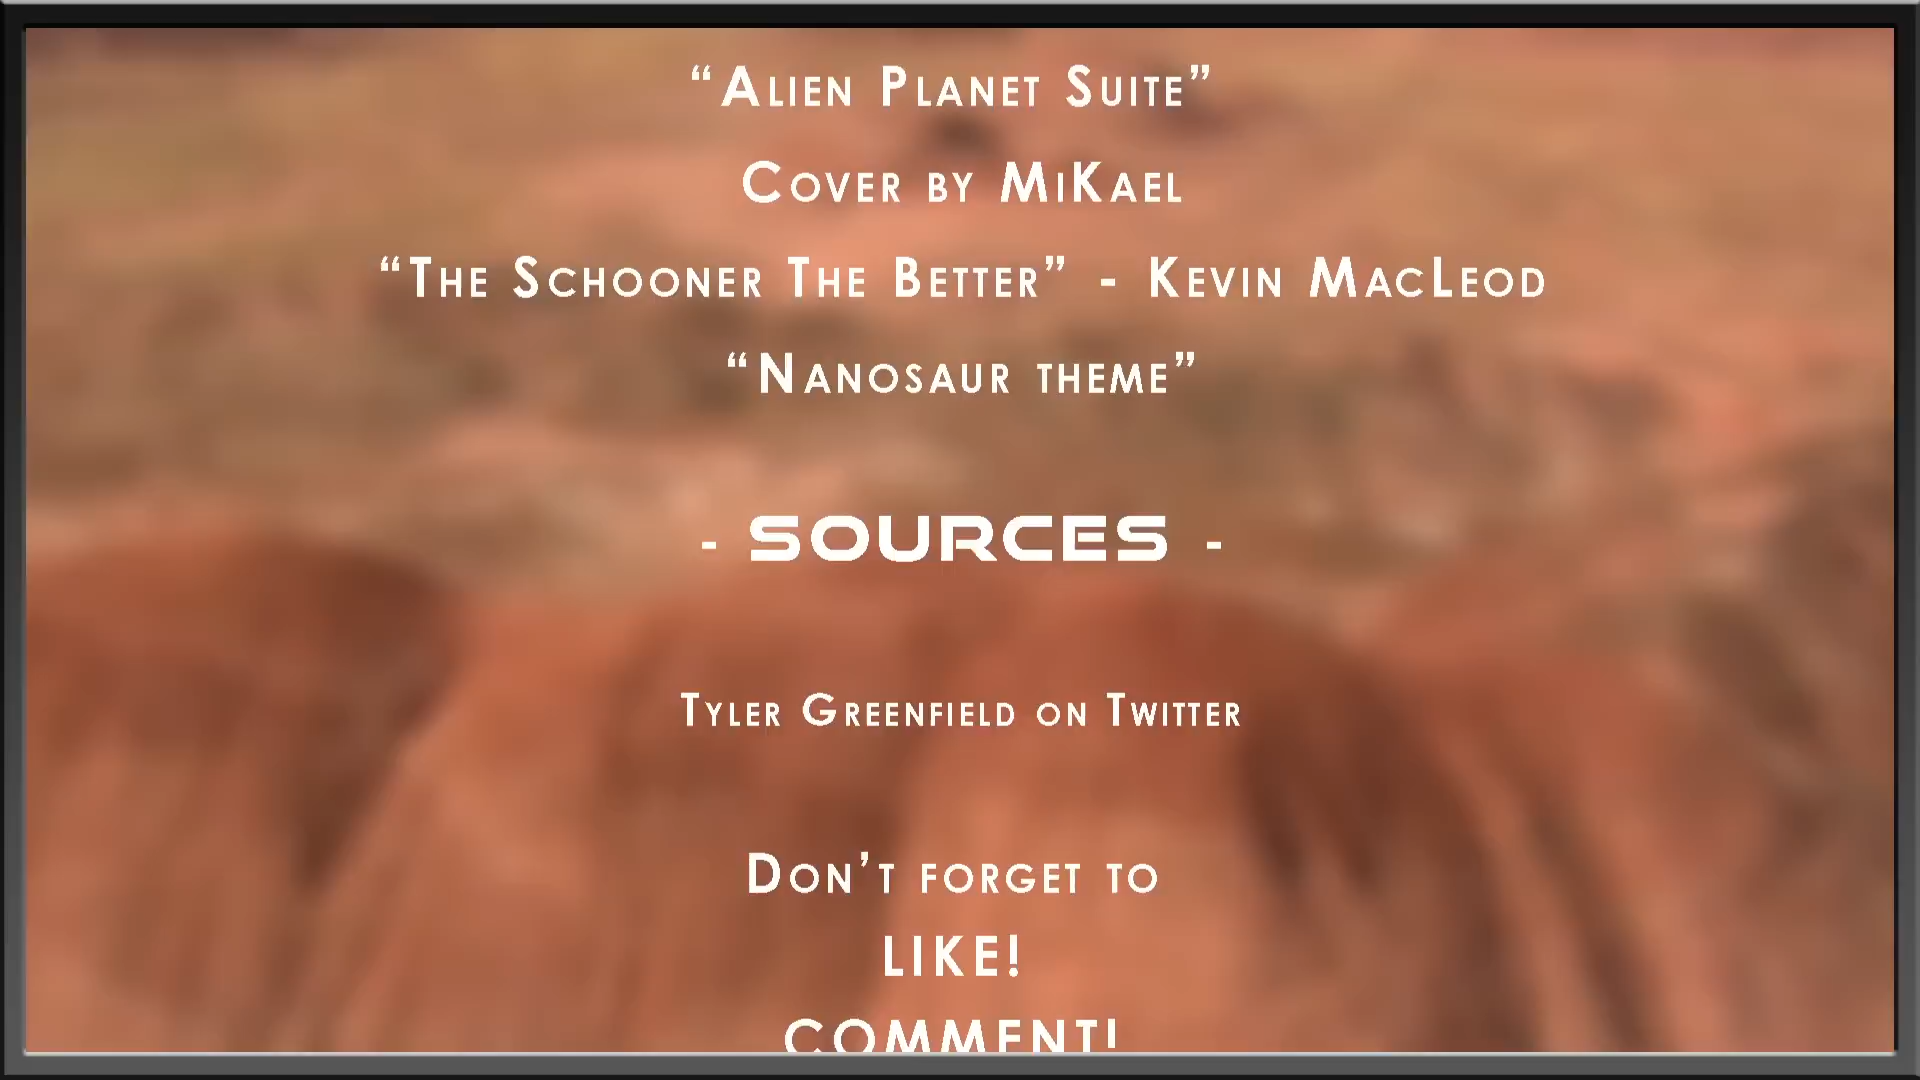 “Alien Planet Suite”
Cover by MiKael
“The Schooner The Better” - Kevin MacLeod
“Nanosaur theme”
- SOURCES -
Tyler Greenfield on Twitter
Don’t forget to
LIKE!
COMMENT!